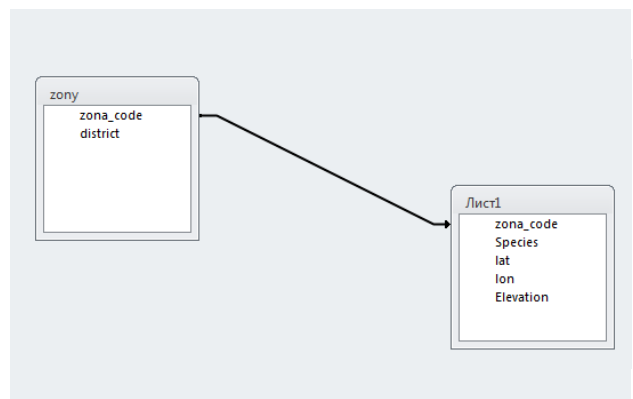 zony
zona_code
district
Лист1
zona_code
Species
lat
lon
Elevation